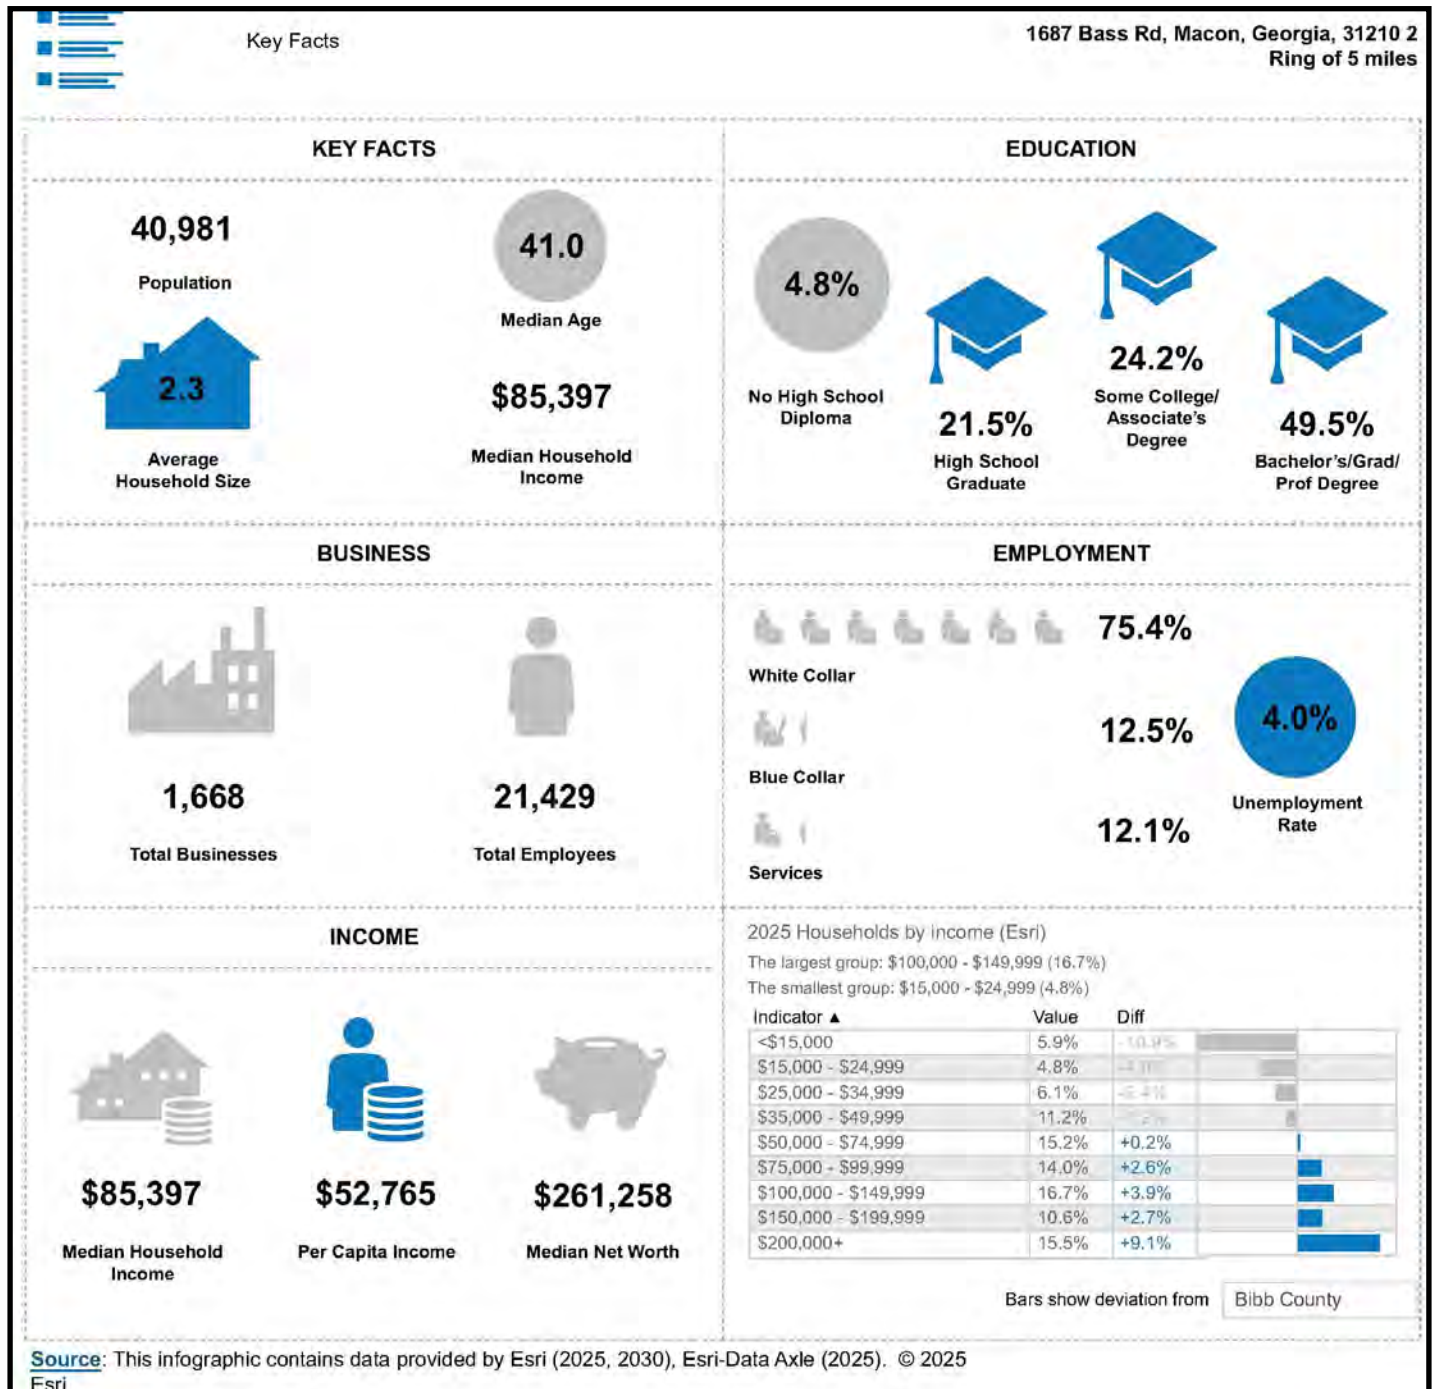 Key Facts
1687 Bass Rd, Macon, Georgia, 31210 2
Ring of 5 miles
KEY FACTS
40,981
Population
41.0
Median Age
2.3
Average
Household Size
$85,397
Median Household
Income
EDUCATION
4.8%
No High School
Diploma
21.5%
High School
Graduate
24.2%
Some College/
Associate's
Degree
49.5%
Bachelor's/Grad/
Prof Degree
BUSINESS
1,668
Total Businesses
21,429
Total Employees
EMPLOYMENT
75.4%
White Collar
12.5%
Blue Collar
12.1%
Services
4.0%
Unemployment
Rate
INCOME
$85,397
Median Household
Income
$52,765
Per Capita Income
$261,258
Median Net Worth
2025 Households by income (Esri)
The largest group: $100,000 - $149,999 (16.7%)
The smallest group: $15,000 - $24,999 (4.8%)
Indicator ▲ Value Diff
<$15,000 5.9% -10.9%
$15,000 - $24,999 4.8%
$25,000 - $34,999 6.1%
$35,000 - $49,999 11.2%
$50,000 - $74,999 15.2% +0.2%
$75,000 - $99,999 14.0% +2.6%
$100,000 - $149,999 16.7% +3.9%
$150,000 - $199,999 10.6% +2.7%
$200,000+ 15.5% +9.1%
Bars show deviation from Bibb County
Source: This infographic contains data provided by Esri (2025, 2030), Esri-Data Axle (2025). © 2025
Esri